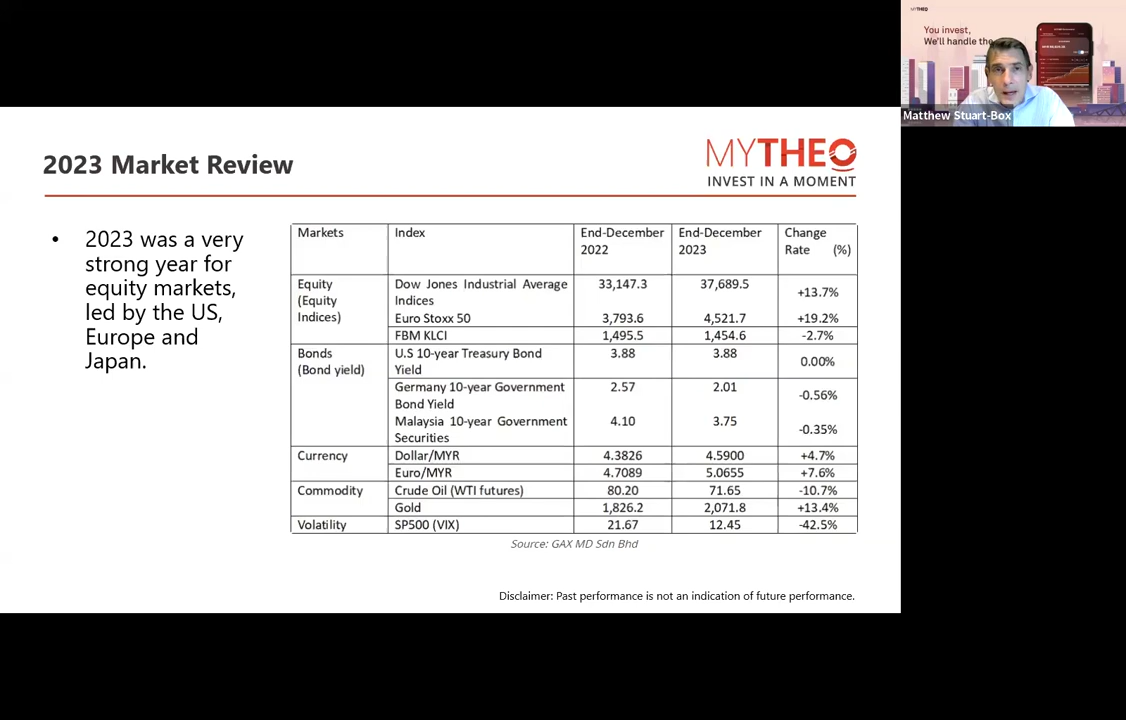 MYTHEO
You invest,
We'll handle the
Matthew Stuart-Box
2023 Market Review
MYTHEO
INVEST IN A MOMENT
• 2023 was a very
strong year for
equity markets,
led by the US,
Europe and
Japan.
Markets Index End-December End-December Change
2022 2023 Rate (%)
Equity Dow Jones Industrial Average 33,147.3 37,689.5 +13.7%
(Equity Indices
Indices) Euro Stoxx 50 3,793.6 4,521.7 +19.2%
FBM KLCI 1,495.5 1,454.6 -2.7%
Bonds U.S 10-year Treasury Bond 3.88 3.88 0.00%
(Bond yield) Yield
Germany 10-year Government 2.57 2.01 -0.56%
Bond Yield
Malaysia 10-year Government 4.10 3.75 -0.35%
Securities
Currency Dollar/MYR 4.3826 4.5900 +4.7%
Euro/MYR 4.7089 5.0655 +7.6%
Commodity Crude Oil (WTI futures) 80.20 71.65 -10.7%
Gold 1,826.2 2,071.8 +13.4%
Volatility SP500 (VIX) 21.67 12.45 -42.5%
Source: GAX MD Sdn Bhd
Disclaimer: Past performance is not an indication of future performance.